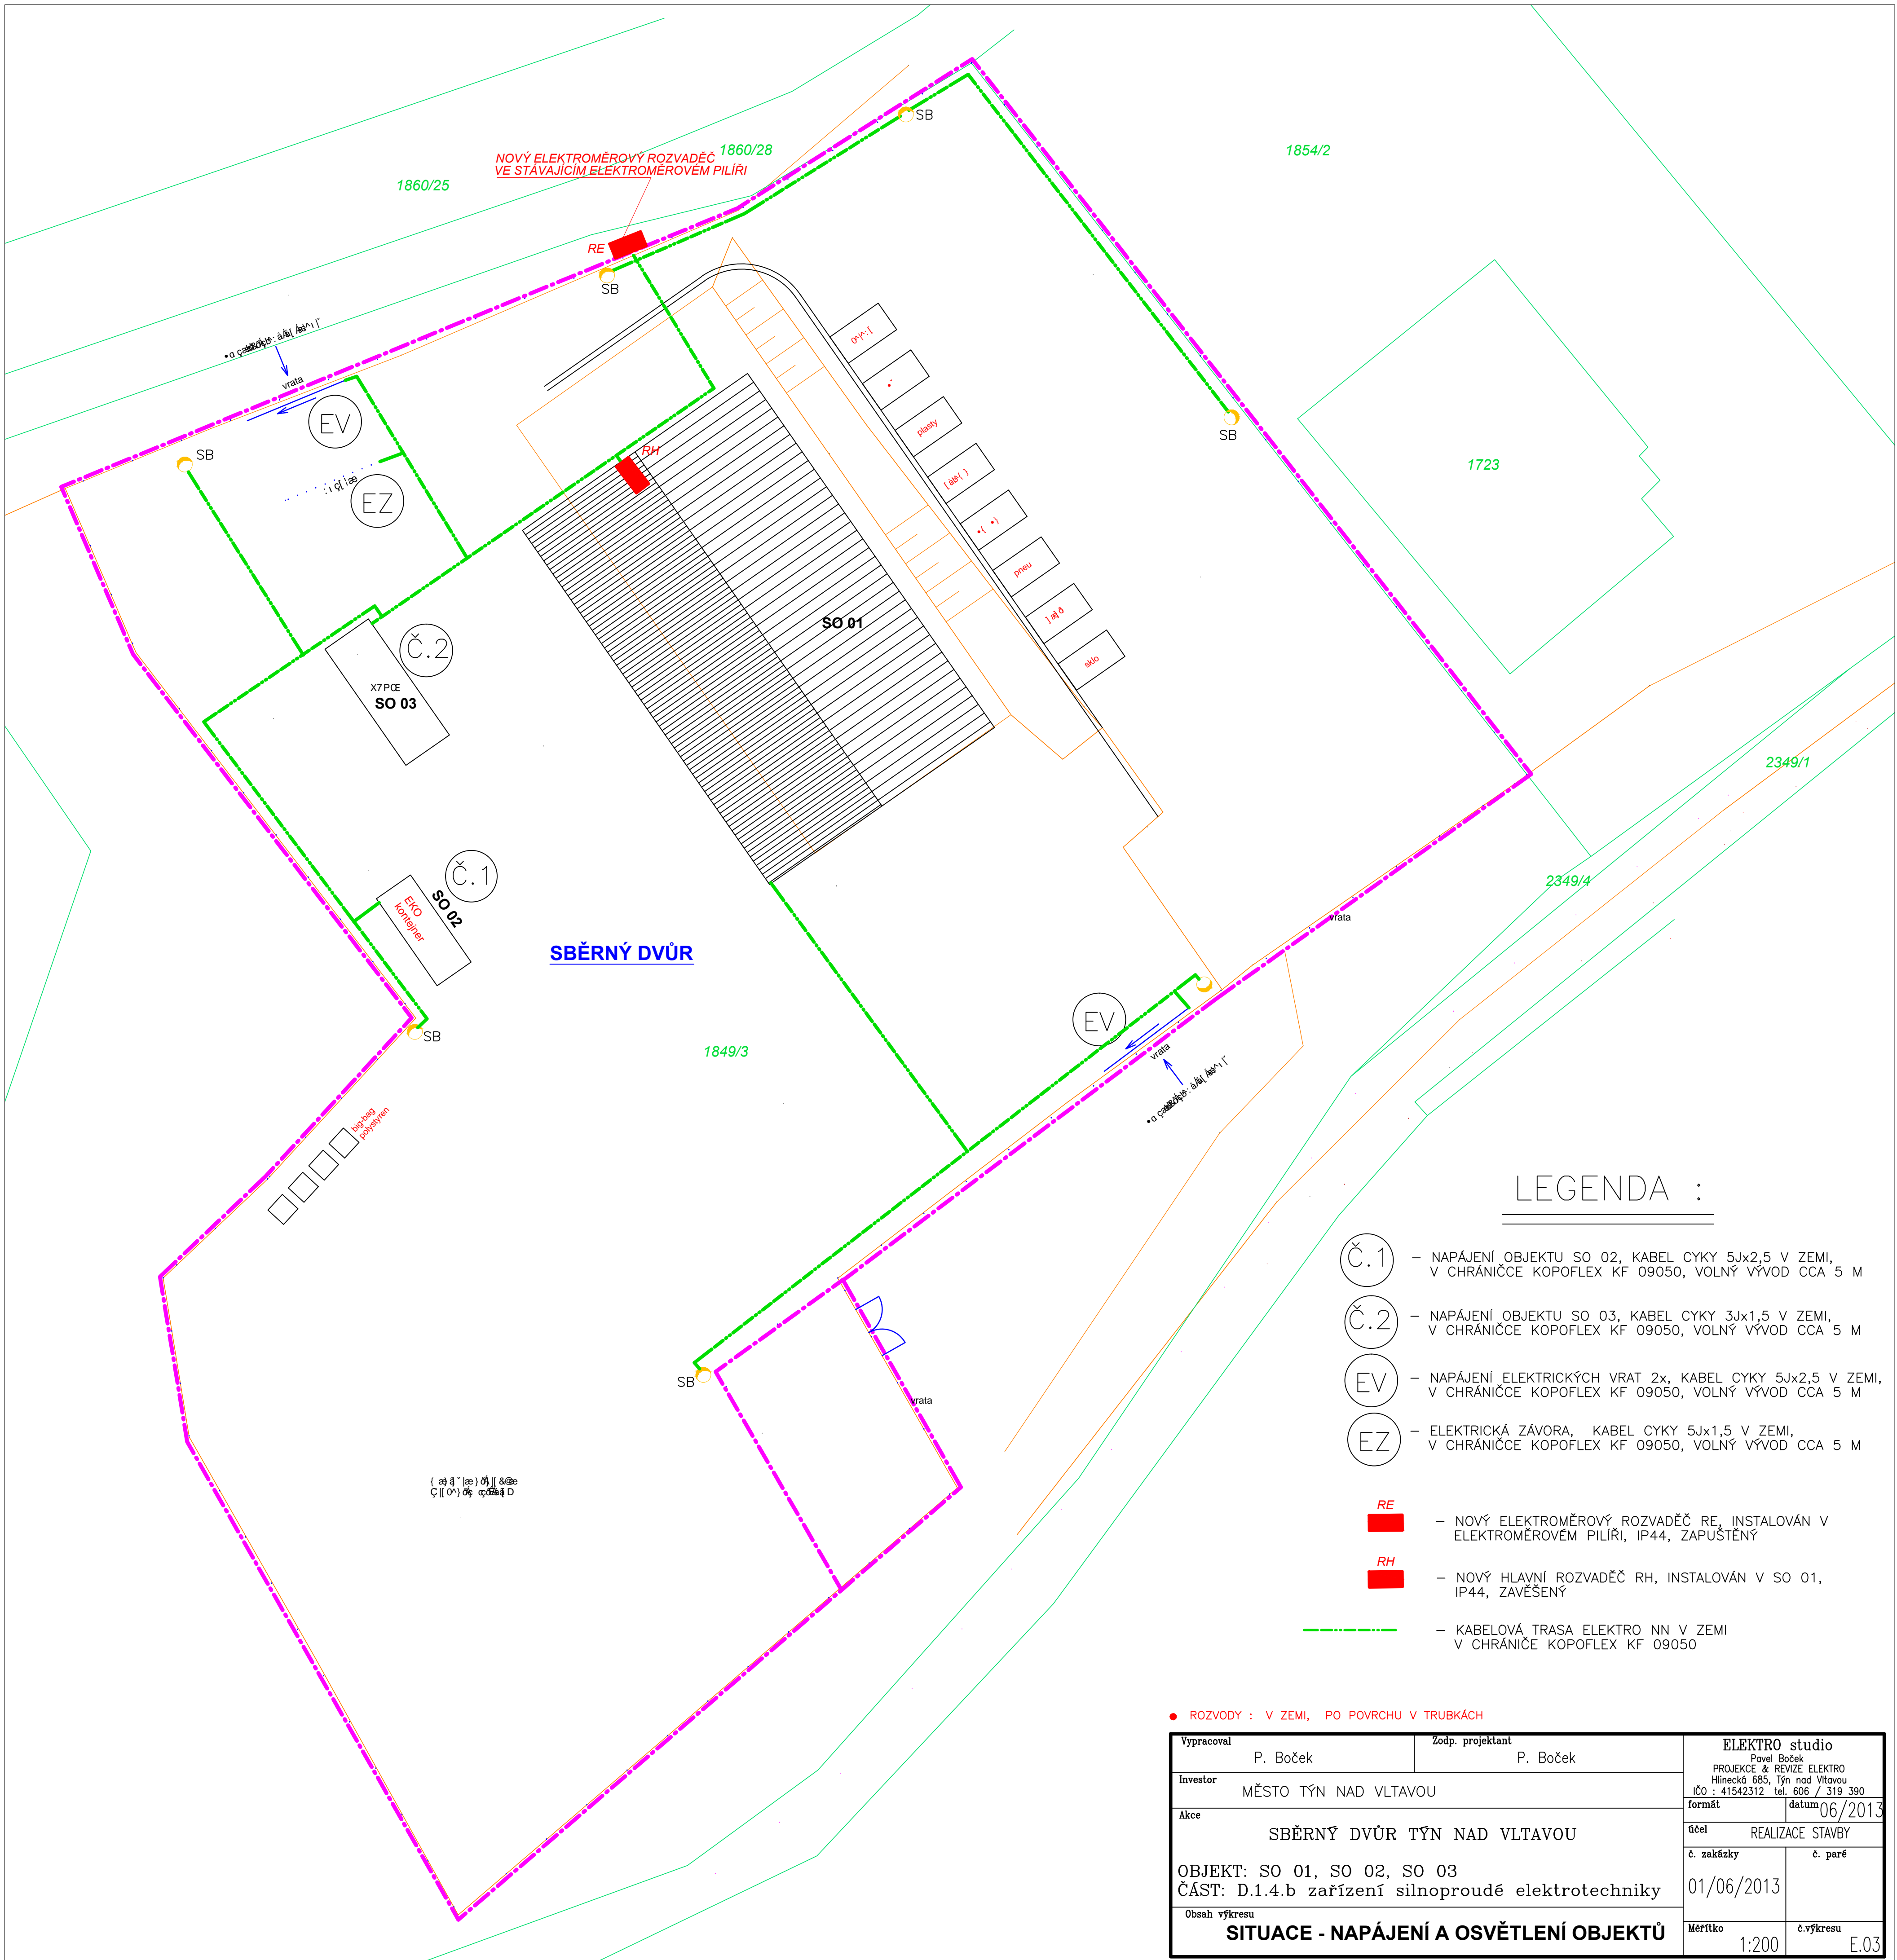 SB
1860/28
1854/2
NOVÝ ELEKTROMĚROVÝ ROZVADĚČ
VE STÁVAJÍCÍM ELEKTROMĚROVÉM PILÍŘI
1860/25
RE
SB
vrata
EV
plasty
SB
SB
RH
1723
EZ
pneu
SO 01
Č.2
sklo
SO 03
2349/1
Č.1
2349/4
EKO
kontejner
SO 02
vrata
SBĚRNÝ DVŮR
EV
SB
1849/3
vrata
big-bag
polystyren
SB
vrata
LEGENDA :
Č.1 – NAPÁJENÍ OBJEKTU SO 02, KABEL CYKY 5Jx2,5 V ZEMI,
V CHRÁNIČCE KOPOFLEX KF 09050, VOLNÝ VÝVOD CCA 5 M
Č.2 – NAPÁJENÍ OBJEKTU SO 03, KABEL CYKY 3Jx1,5 V ZEMI,
V CHRÁNIČCE KOPOFLEX KF 09050, VOLNÝ VÝVOD CCA 5 M
EV – NAPÁJENÍ ELEKTRICKÝCH VRAT 2x, KABEL CYKY 5Jx2,5 V ZEMI,
V CHRÁNIČCE KOPOFLEX KF 09050, VOLNÝ VÝVOD CCA 5 M
EZ – ELEKTRICKÁ ZÁVORA, KABEL CYKY 5Jx1,5 V ZEMI,
V CHRÁNIČCE KOPOFLEX KF 09050, VOLNÝ VÝVOD CCA 5 M
RE
– NOVÝ ELEKTROMĚROVÝ ROZVADĚČ RE, INSTALOVÁN V
ELEKTROMĚROVÉM PILÍŘI, IP44, ZAPUŠTĚNÝ
RH
– NOVÝ HLAVNÍ ROZVADĚČ RH, INSTALOVÁN V SO 01,
IP44, ZAVĚŠENÝ
– KABELOVÁ TRASA ELEKTRO NN V ZEMI
V CHRÁNIČE KOPOFLEX KF 09050
● ROZVODY : V ZEMI, PO POVRCHU V TRUBKÁCH
Vypracoval
P. Boček
Zodp. projektant
P. Boček
ELEKTRO studio
Pavel Boček
PROJEKCE & REVIZE ELEKTRO
Hlinecká 685, Týn nad Vltavou
IČO : 41542312 tel. 606 / 319 390
Investor
MĚSTO TÝN NAD VLTAVOU
formát
datum 06/2013
Akce
SBĚRNÝ DVŮR TÝN NAD VLTAVOU
účel REALIZACE STAVBY
OBJEKT: SO 01, SO 02, SO 03
ČÁST: D.1.4.b zařízení silnoproudé elektrotechniky
č. zakázky
01/06/2013
č. paré
Obsah výkresu
SITUACE - NAPÁJENÍ A OSVĚTLENÍ OBJEKTŮ
Měřítko
1:200
č.výkresu
E.03